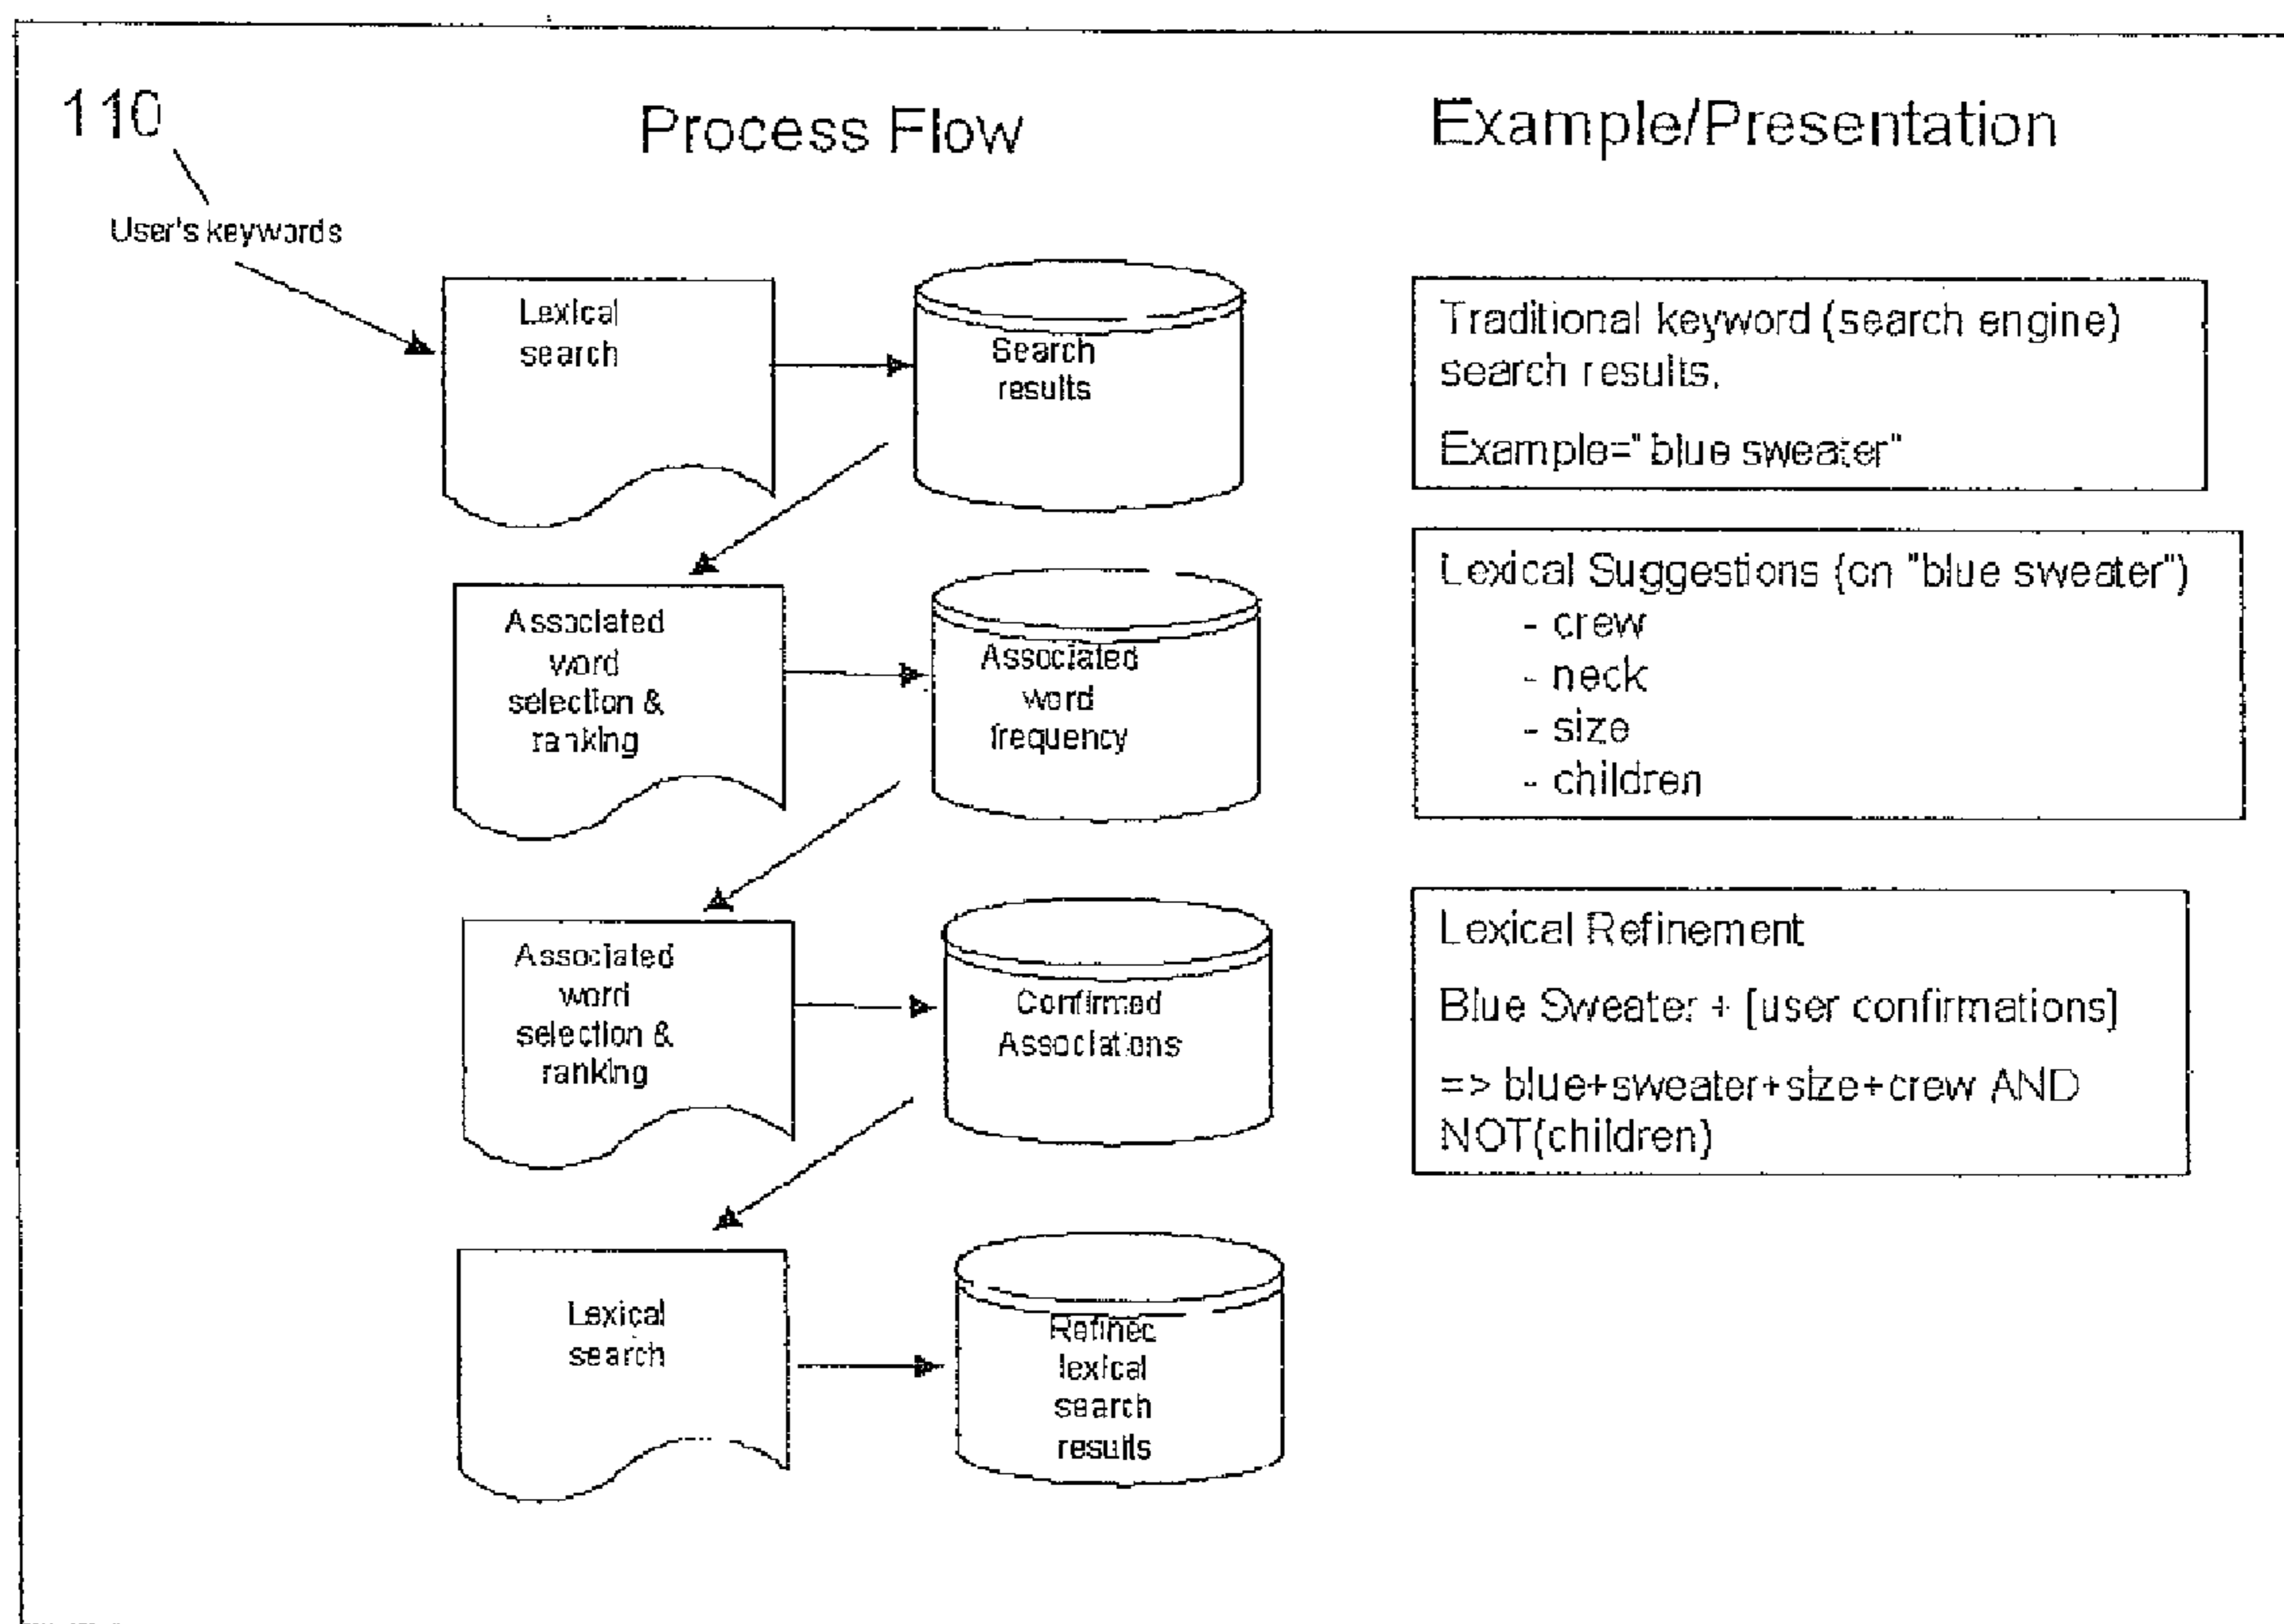 110
Process Flow
Example/Presentation
User's keywords
Lexical
search
Search
results
Traditional keyword (search engine)
search results.
Example=" blue sweater"
Associated
word
selection &
ranking
Associated
word
frequency
Lexical Suggestions (on "blue sweater")
- crew
- neck
- size
- children
Associated
word
selection &
ranking
Confirmed
Associations
Lexical Refinement
Blue Sweater + [user confirmations]
=> blue+sweater+size+crew AND
NOT(children)
Lexical
search
Refined
lexical
search
results